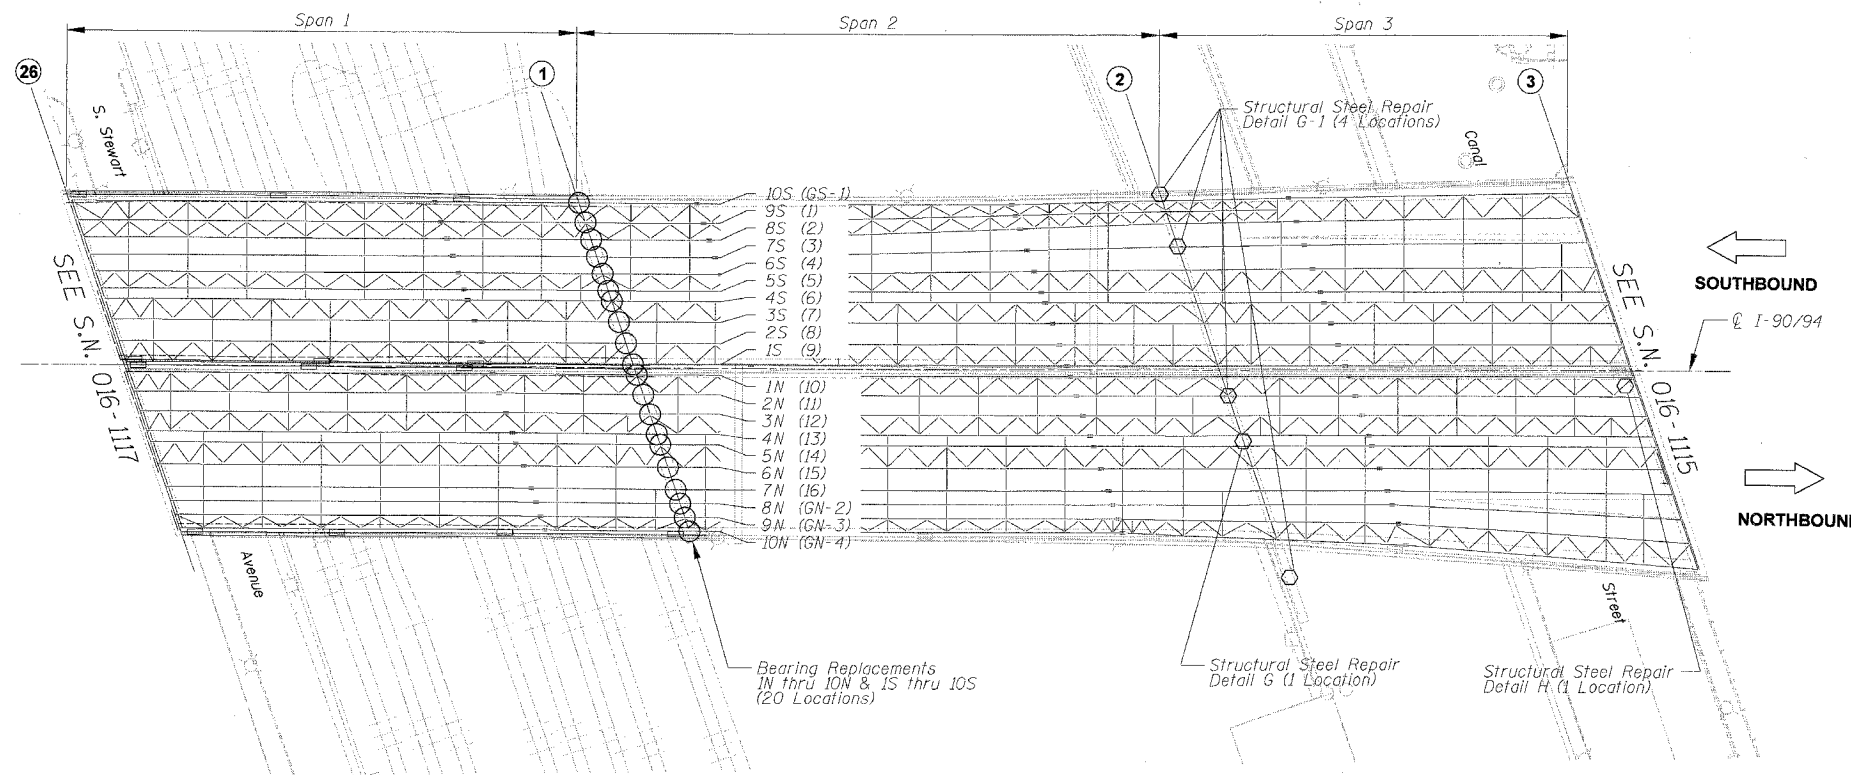 Span 1
Span 2
Span 3
26
1
2
3
S. Stewart
Structural Steel Repair
Detail G-1 (4 Locations)
Canal
10S (GS-1)
9S (1)
8S (2)
7S (3)
6S (4)
5S (5)
4S (6)
3S (7)
2S (8)
1S (9)
1N (10)
2N (11)
3N (12)
4N (13)
5N (14)
6N (15)
7N (16)
8N (GN-2)
9N (GN-3)
10N (GN-4)
SEE S.N. 016-1117
SEE S.N. 016-1115
SOUTHBOUND
℄ I-90/94
NORTHBOUND
Avenue
Street
Bearing Replacements
1N thru 10N & 1S thru 10S
(20 Locations)
Structural Steel Repair
Detail G (1 Location)
Structural Steel Repair
Detail H (1 Location)